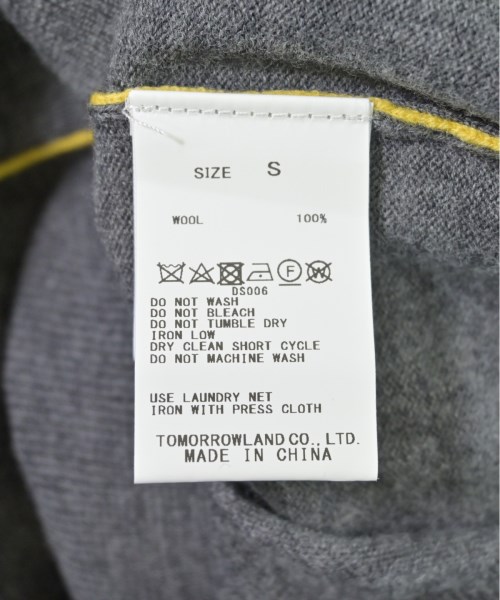 SIZE S
WOOL 100%
F W
DS006
DO NOT WASH
DO NOT BLEACH
DO NOT TUMBLE DRY
IRON LOW
DRY CLEAN SHORT CYCLE
DO NOT MACHINE WASH
USE LAUNDRY NET
IRON WITH PRESS CLOTH
TOMORROWLAND CO., LTD.
MADE IN CHINA